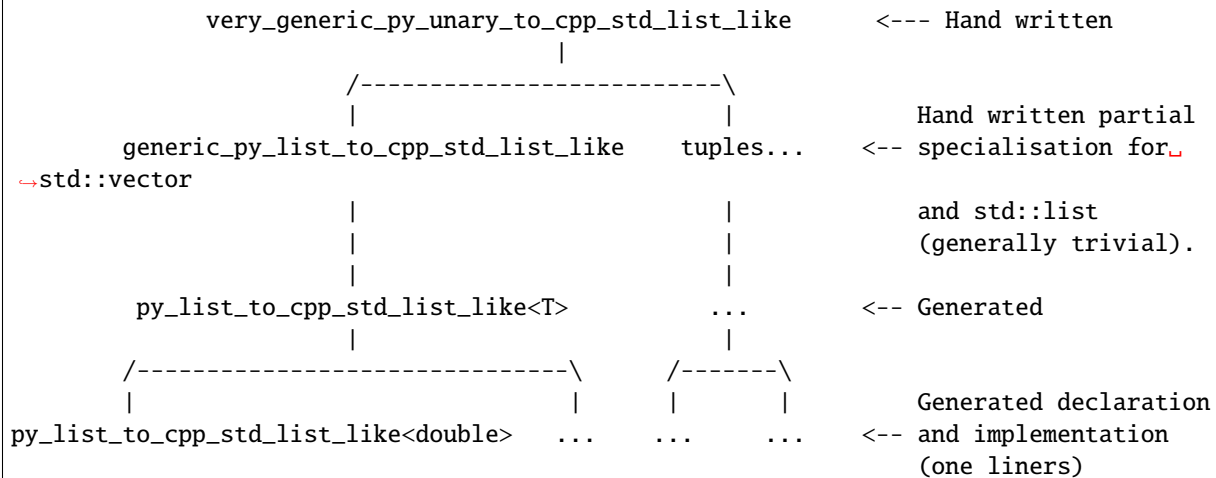 very_generic_py_unary_to_cpp_std_list_like      <--- Hand written
|
/--------------------------\
|                          |             Hand written partial
generic_py_list_to_cpp_std_list_like    tuples...   <-- specialisation for␣
↪std::vector
|                          |             and std::list
|                          |             (generally trivial).
|                          |
py_list_to_cpp_std_list_like<T>          ...        <-- Generated
|                          |
/-------------------------------\      /-------\
|                               |      |       |         Generated declaration
py_list_to_cpp_std_list_like<double>   ...    ...     ...   <-- and implementation
(one liners)